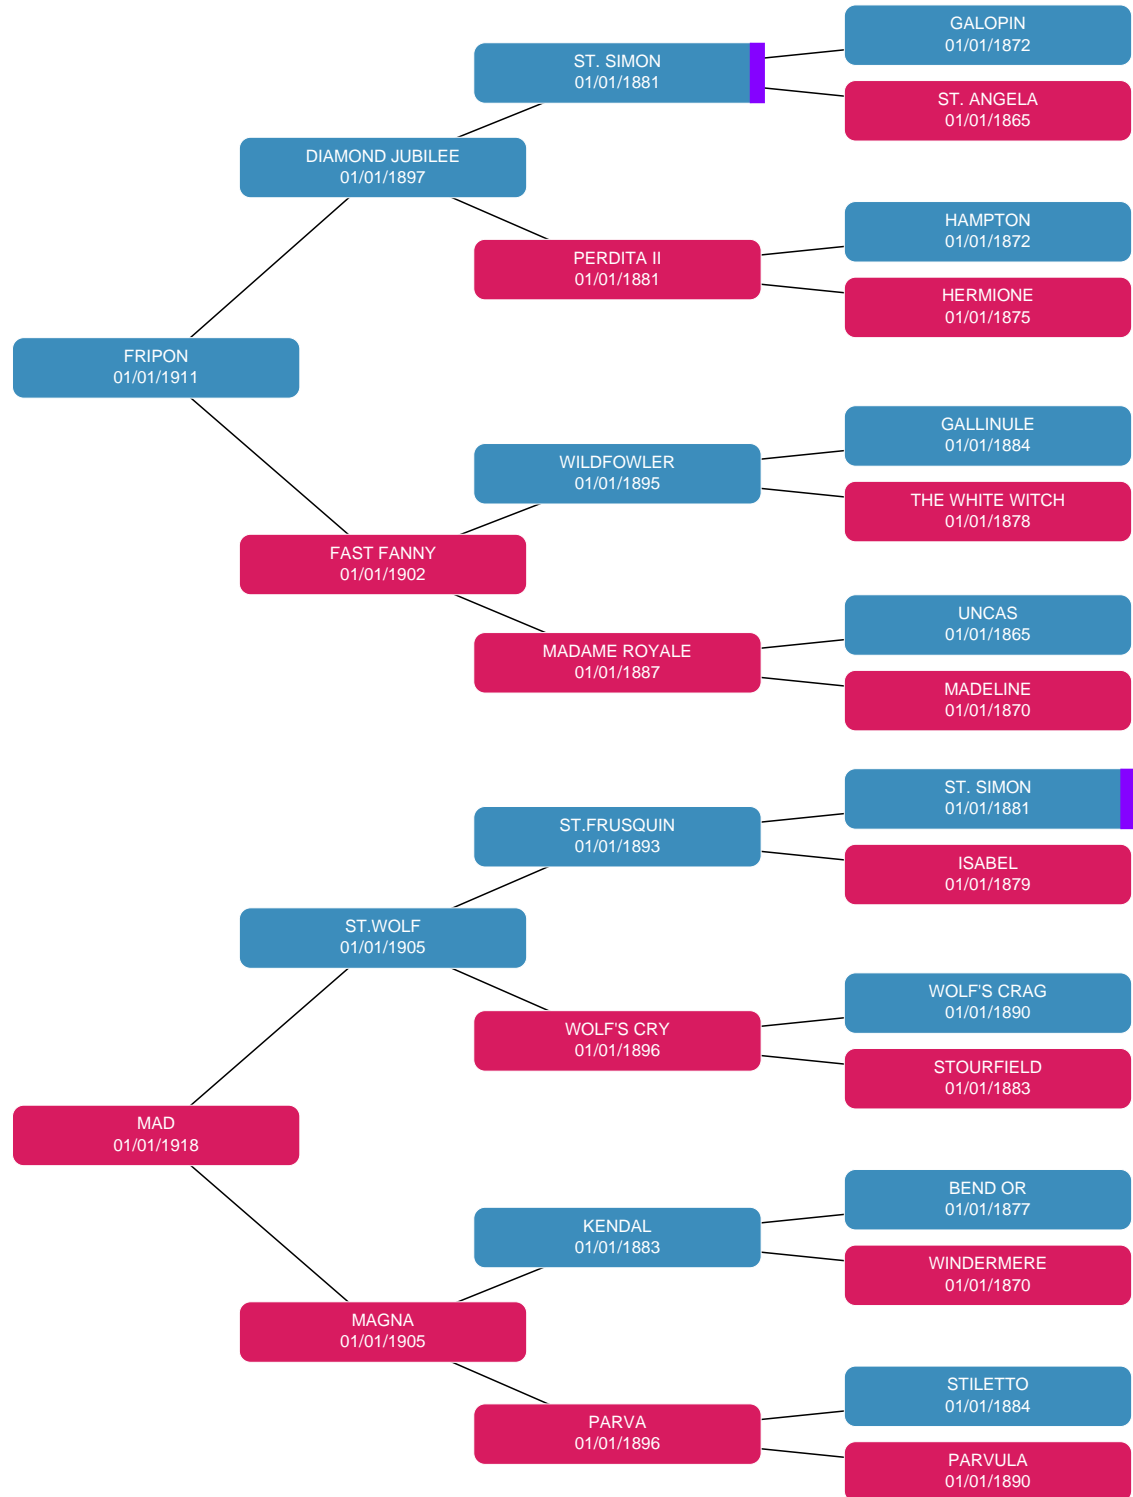 GALOPIN
01/01/1872
ST. SIMON
01/01/1881
ST. ANGELA
01/01/1865
DIAMOND JUBILEE
01/01/1897
HAMPTON
01/01/1872
PERDITA II
01/01/1881
HERMIONE
01/01/1875
FRIPON
01/01/1911
GALLINULE
01/01/1884
WILDFOWLER
01/01/1895
THE WHITE WITCH
01/01/1878
FAST FANNY
01/01/1902
UNCAS
01/01/1865
MADAME ROYALE
01/01/1887
MADELINE
01/01/1870
ST. SIMON
01/01/1881
ST.FRUSQUIN
01/01/1893
ISABEL
01/01/1879
ST.WOLF
01/01/1905
WOLF'S CRAG
01/01/1890
WOLF'S CRY
01/01/1896
STOURFIELD
01/01/1883
MAD
01/01/1918
BEND OR
01/01/1877
KENDAL
01/01/1883
WINDERMERE
01/01/1870
MAGNA
01/01/1905
STILETTO
01/01/1884
PARVA
01/01/1896
PARVULA
01/01/1890